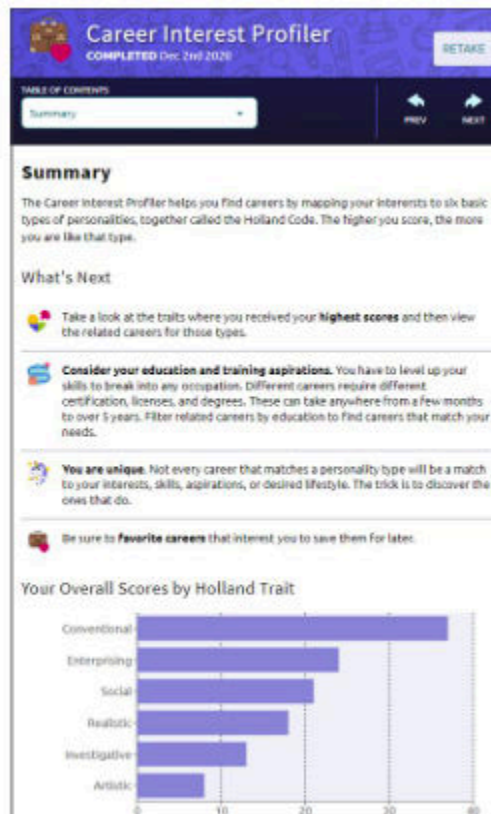 Career Interest Profiler
COMPLETED Dec 2nd 2020
RETAKE
TABLE OF CONTENTS
Summary
PREV
NEXT
Summary
The Career Interest Profiler helps you find careers by mapping your intersts to six basic
types of personalities, together called the Holland Code. The higher you score, the more
you are like that type.
What's Next
Take a look at the traits where you received your highest scores and then view
the related careers for those types.
Consider your education and training aspirations. You have to level up your
skills to break into any occupation. Different careers require different
certification, licenses, and degrees. These can take anywhere from a few months
to over 5 years. Filter related careers by education to find careers that match your
needs.
You are unique. Not every career that matches a personality type will be a match
to your interests, skills, aspirations, or desired lifestyle. The trick is to discover the
ones that do.
Be sure to favorite careers that interest you to save them for later.
Your Overall Scores by Holland Trait
Conventional
Enterprising
Social
Realistic
Investigative
Artistic
0 10 20 30 40